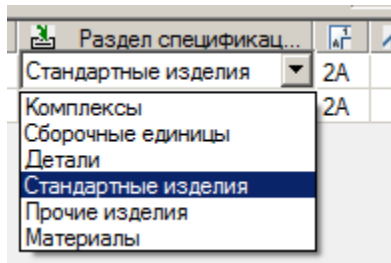 Раздел спецификац...
Стандартные изделия 2А
Комплексы 2А
Сборочные единицы
Детали
Стандартные изделия
Прочие изделия
Материалы